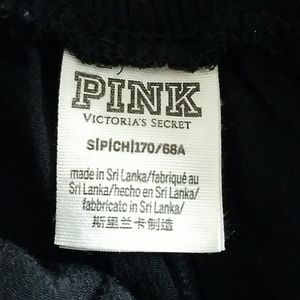 PINK
VICTORIA'S SECRET
S|P|CH|170/68A
made in Sri Lanka/fabriqué au
Sri Lanka/hecho en Sri Lanka/
fabbricato in Sri Lanka/
斯里兰卡制造